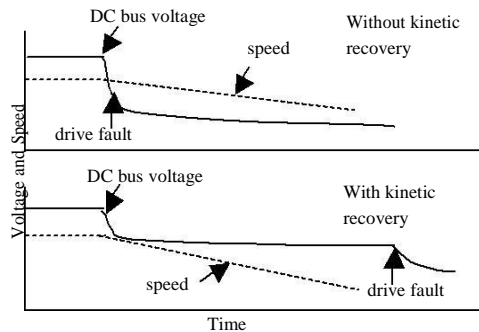 DC bus voltage
Without kinetic
recovery
speed
drive fault
Voltage and Speed
DC bus voltage
With kinetic
recovery
speed
drive fault
Time